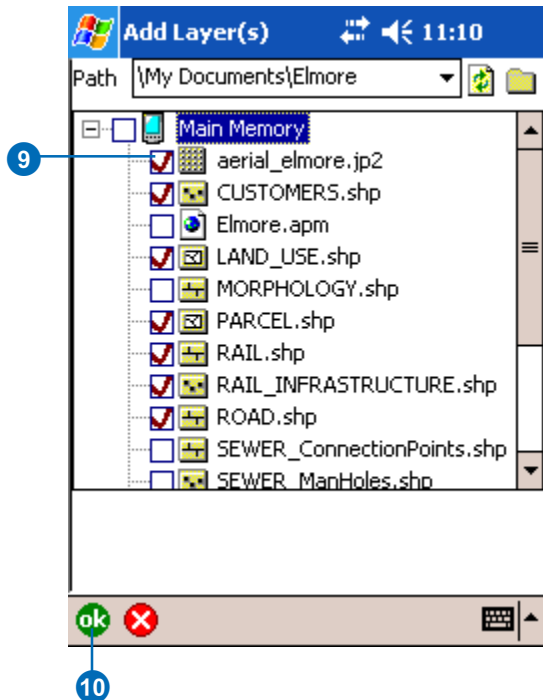 Add Layer(s) 11:10
Path \My Documents\Elmore
Main Memory
9
aerial_elmore.jp2
CUSTOMERS.shp
Elmore.apm
LAND_USE.shp
MORPHOLOGY.shp
PARCEL.shp
RAIL.shp
RAIL_INFRASTRUCTURE.shp
ROAD.shp
SEWER_ConnectionPoints.shp
SEWER_ManHoles.shp
ok
10